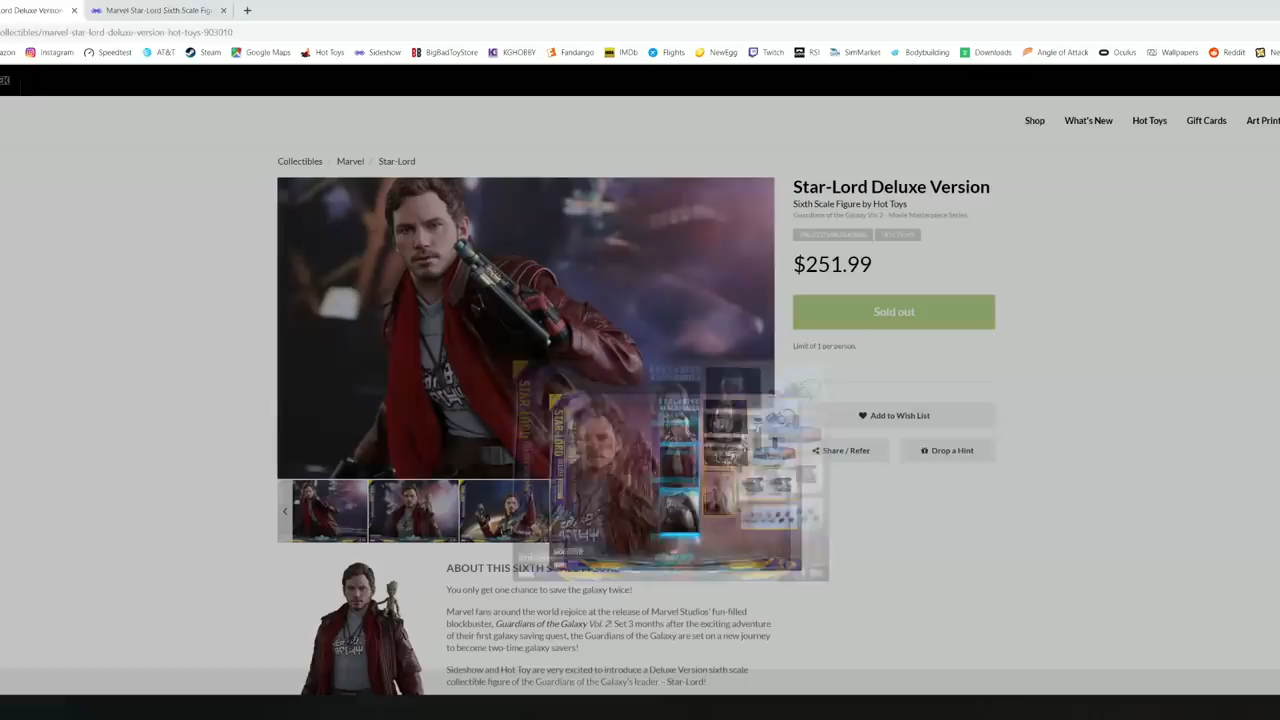 Lord Deluxe Version
Marvel Star-Lord Sixth Scale Figu
ollectibles/marvel-star-lord-deluxe-version-hot-toys-903010
azon Instagram Speedtest AT&T Steam Google Maps Hot Toys Sideshow BigBadToyStore KGHOBBY Fandango IMDb Flights NewEgg Twitch RSI SimMarket Bodybuilding Downloads Angle of Attack Oculus Wallpapers Reddit Ne
Shop What's New Hot Toys Gift Cards Art Print
Collectibles / Marvel / Star-Lord
Star-Lord Deluxe Version
Sixth Scale Figure by Hot Toys
Guardians of the Galaxy Vol 2 - Movie Masterpiece Series
$251.99
Sold out
Limit of 1 per person.
Add to Wish List
Share / Refer
Drop a Hint
STAR-LORD
STAR-LORD
ABOUT THIS SIXTH S
You only get one chance to save the galaxy twice!
Marvel fans around the world rejoice at the release of Marvel Studios' fun-filled
blockbuster, Guardians of the Galaxy Vol. 2! Set 3 months after the exciting adventure
of their first galaxy saving quest, the Guardians of the Galaxy are set on a new journey
to become two-time galaxy savers!
Sideshow and Hot Toy are very excited to introduce a Deluxe Version sixth scale
collectible figure of the Guardians of the Galaxy's leader – Star-Lord!